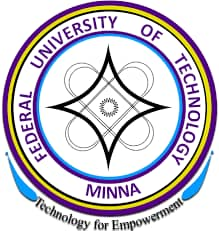 FEDERAL UNIVERSITY OF TECHNOLOGY
MINNA
Technology for Empowerment